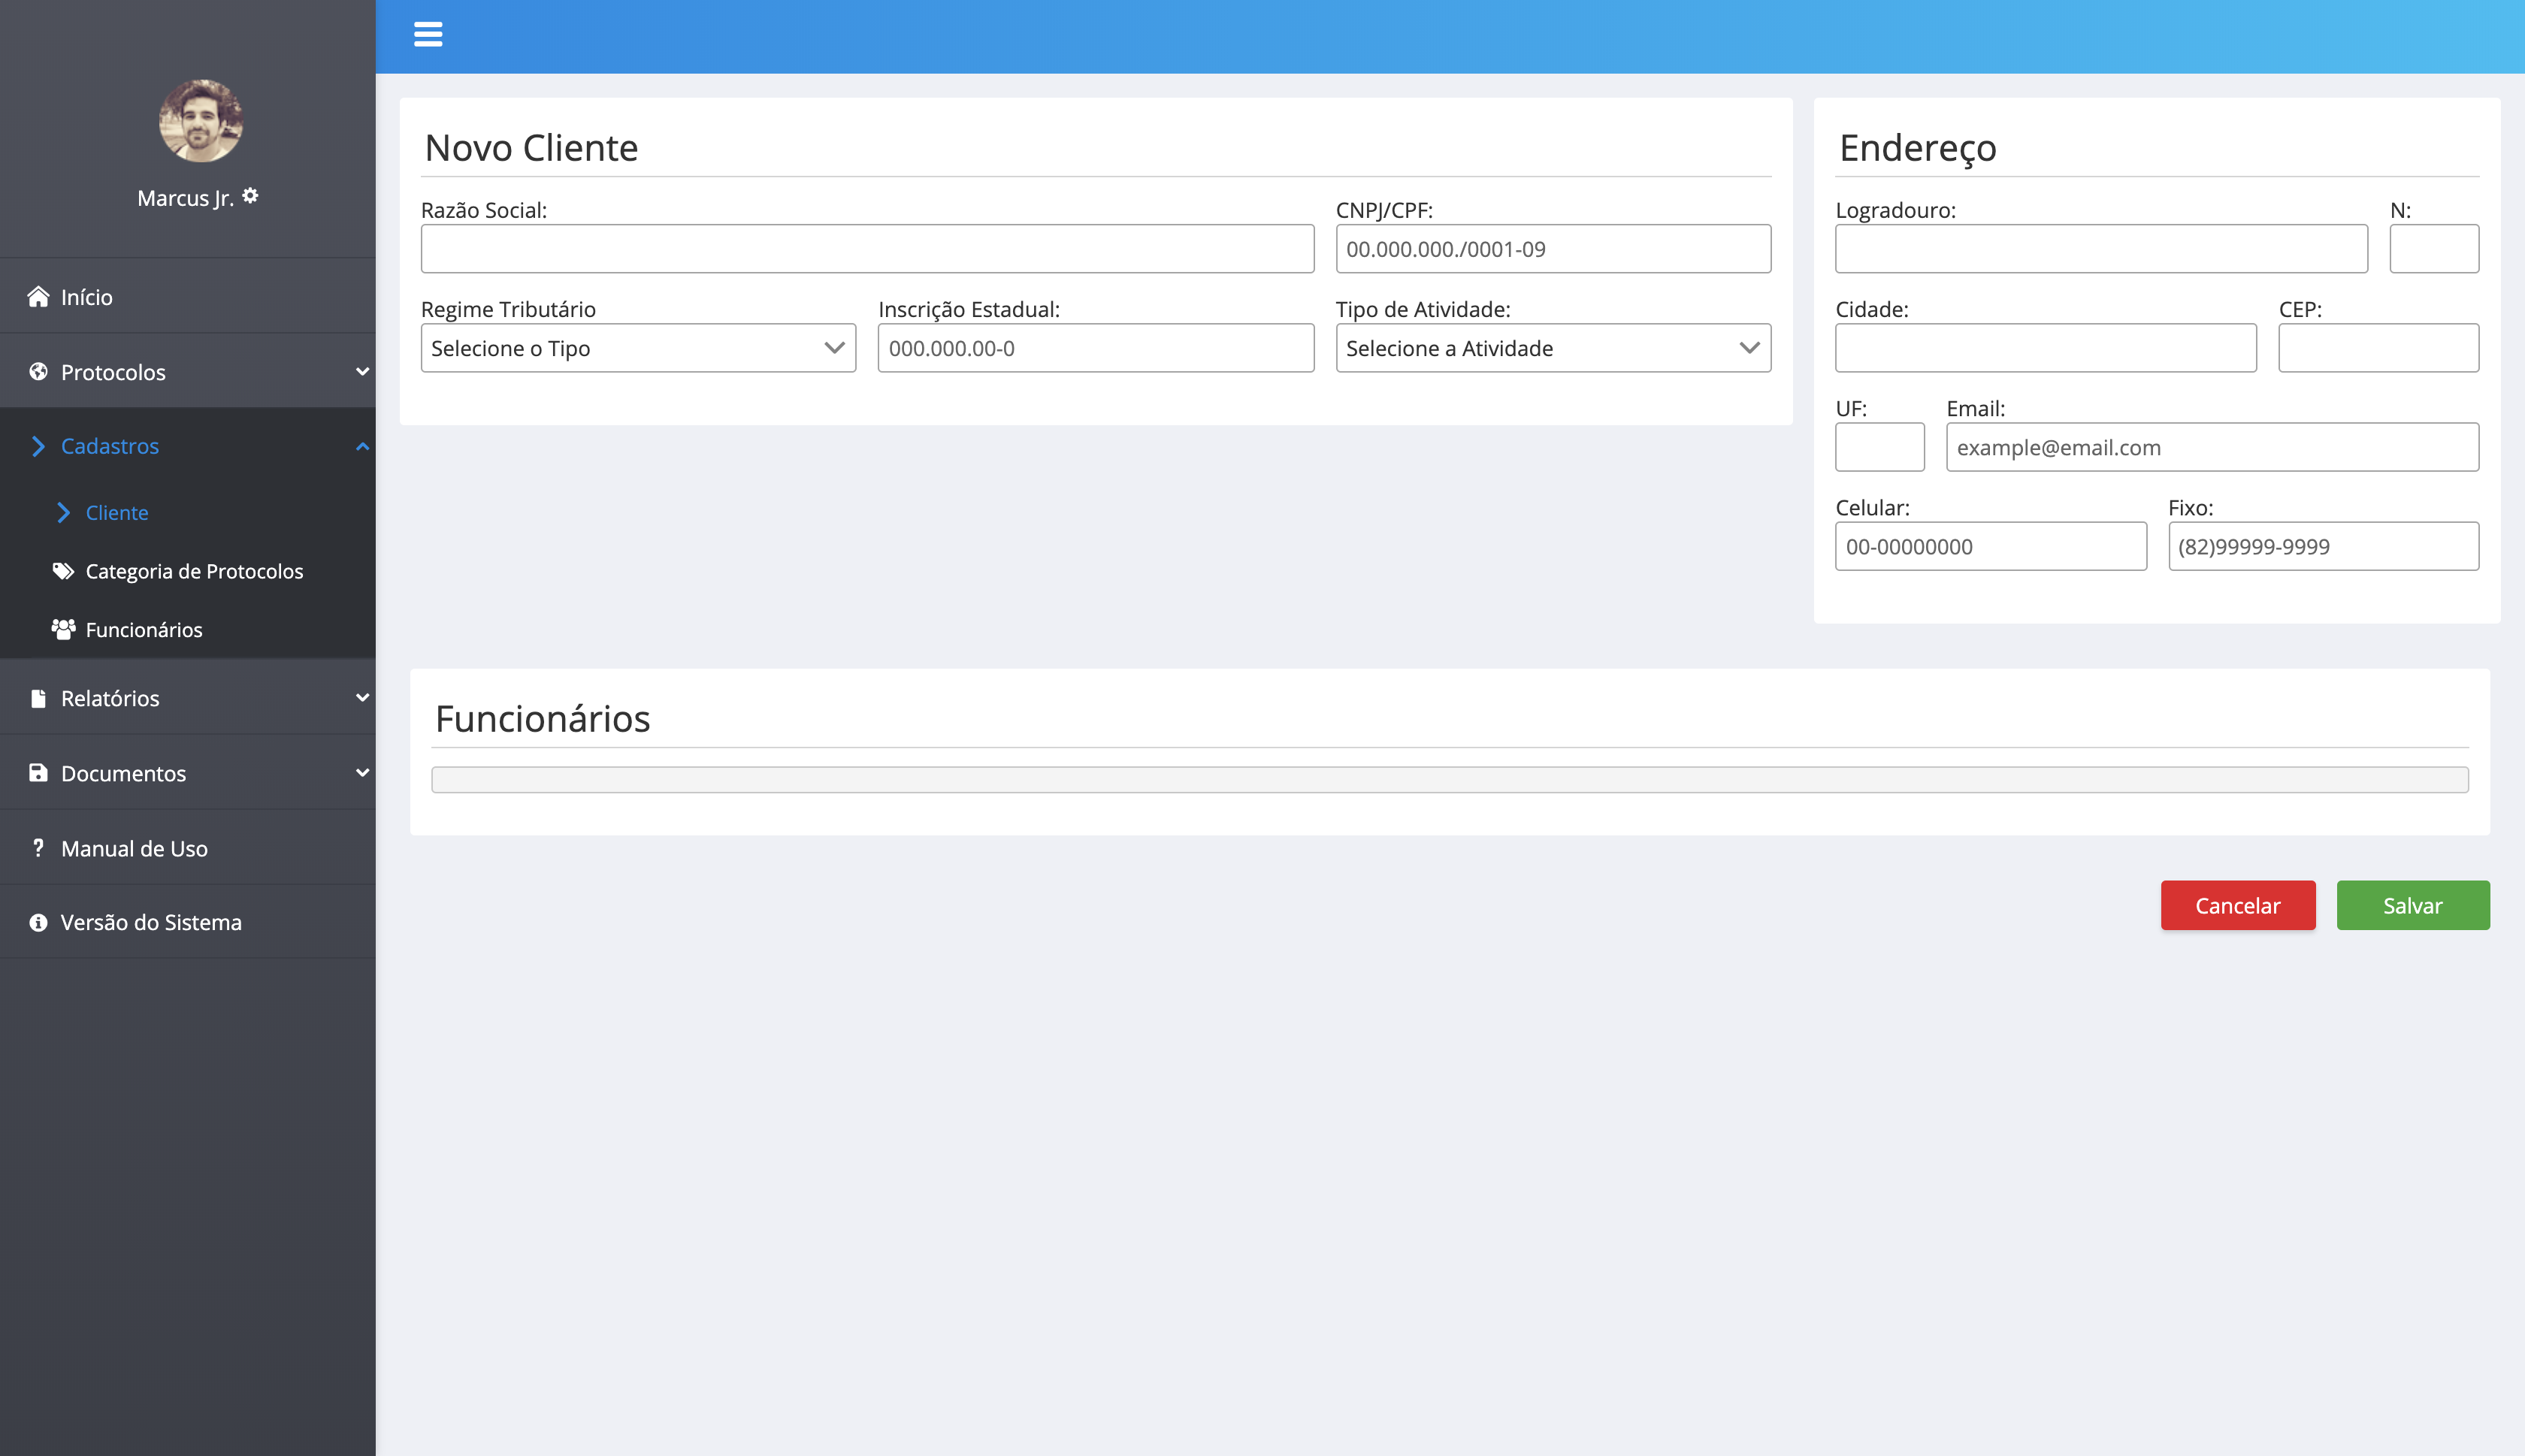 Marcus Jr.
Início
Protocolos
Cadastros
Cliente
Categoria de Protocolos
Funcionários
Relatórios
Documentos
Manual de Uso
Versão do Sistema
Novo Cliente
Razão Social:
CNPJ/CPF:
00.000.000./0001-09
Regime Tributário
Inscrição Estadual:
Tipo de Atividade:
Selecione o Tipo
000.000.00-0
Selecione a Atividade
Endereço
Logradouro:
N:
Cidade:
CEP:
UF:
Email:
example@email.com
Celular:
Fixo:
00-00000000
(82)99999-9999
Funcionários
Cancelar
Salvar